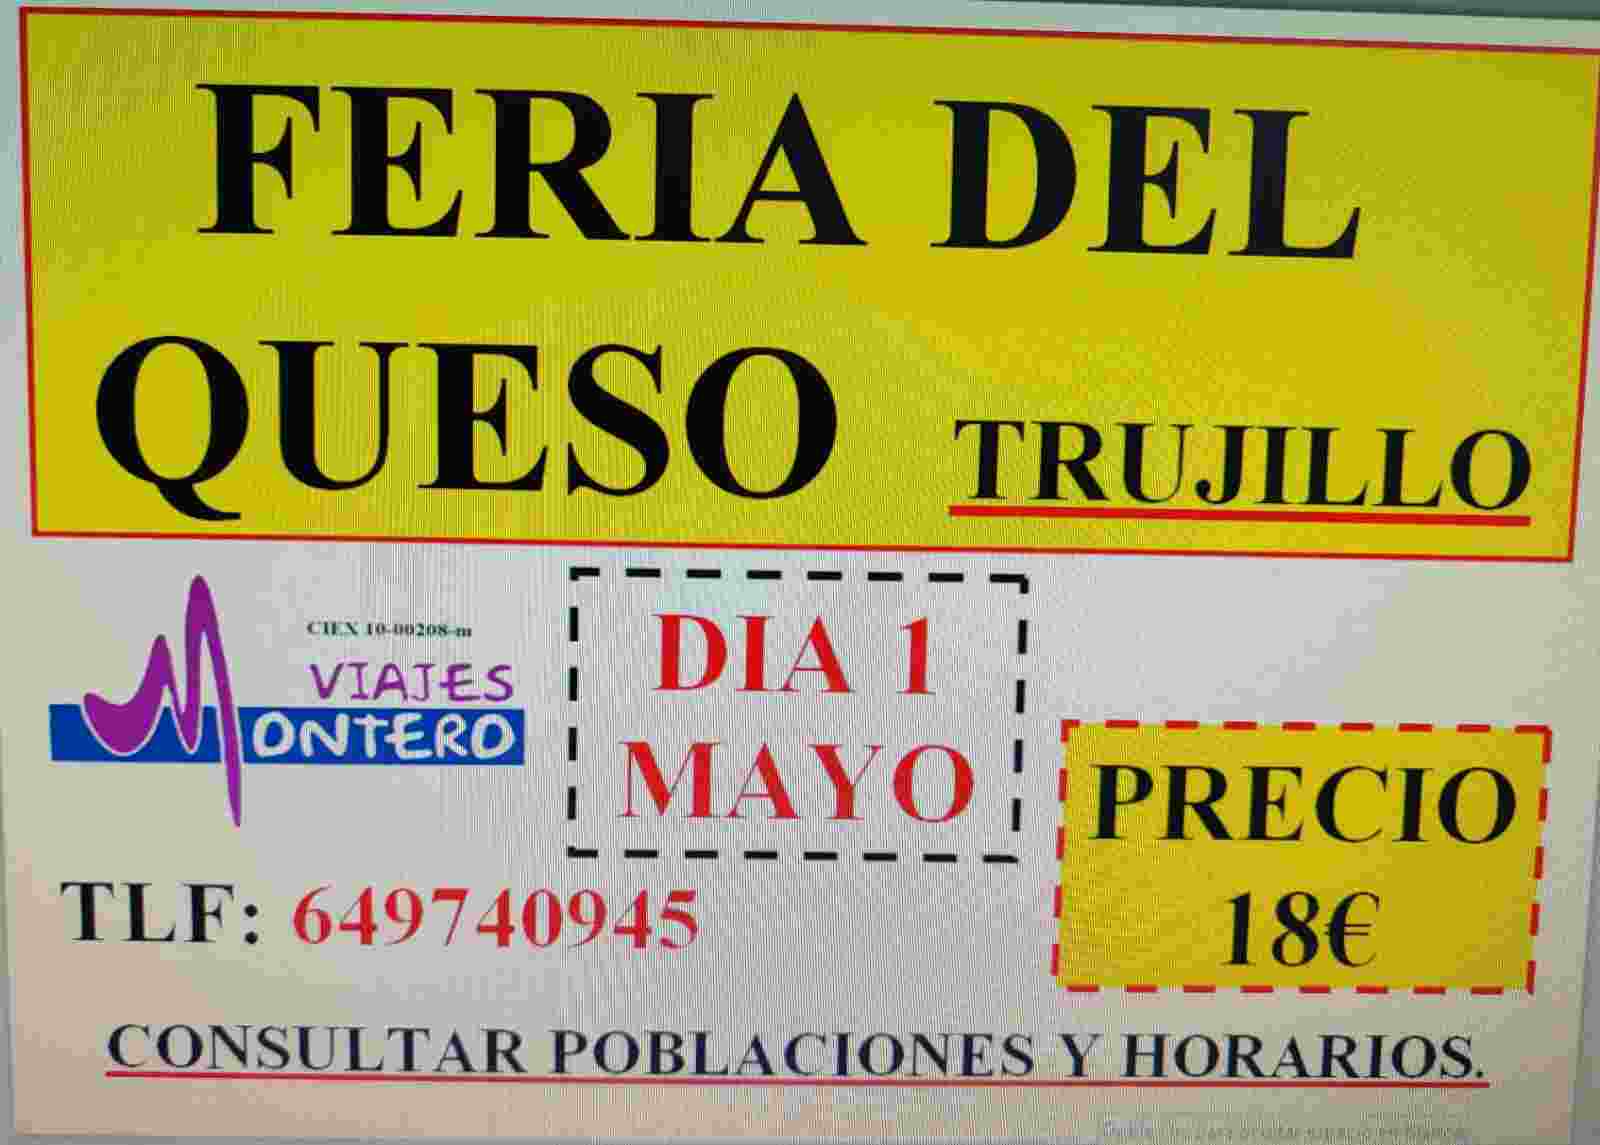 FERIA DEL
QUESO TRUJILLO
CIEX 10-00208-m
VIAJES
MONTERO
DIA 1
MAYO
PRECIO
18€
TLF: 649740945
CONSULTAR POBLACIONES Y HORARIOS.